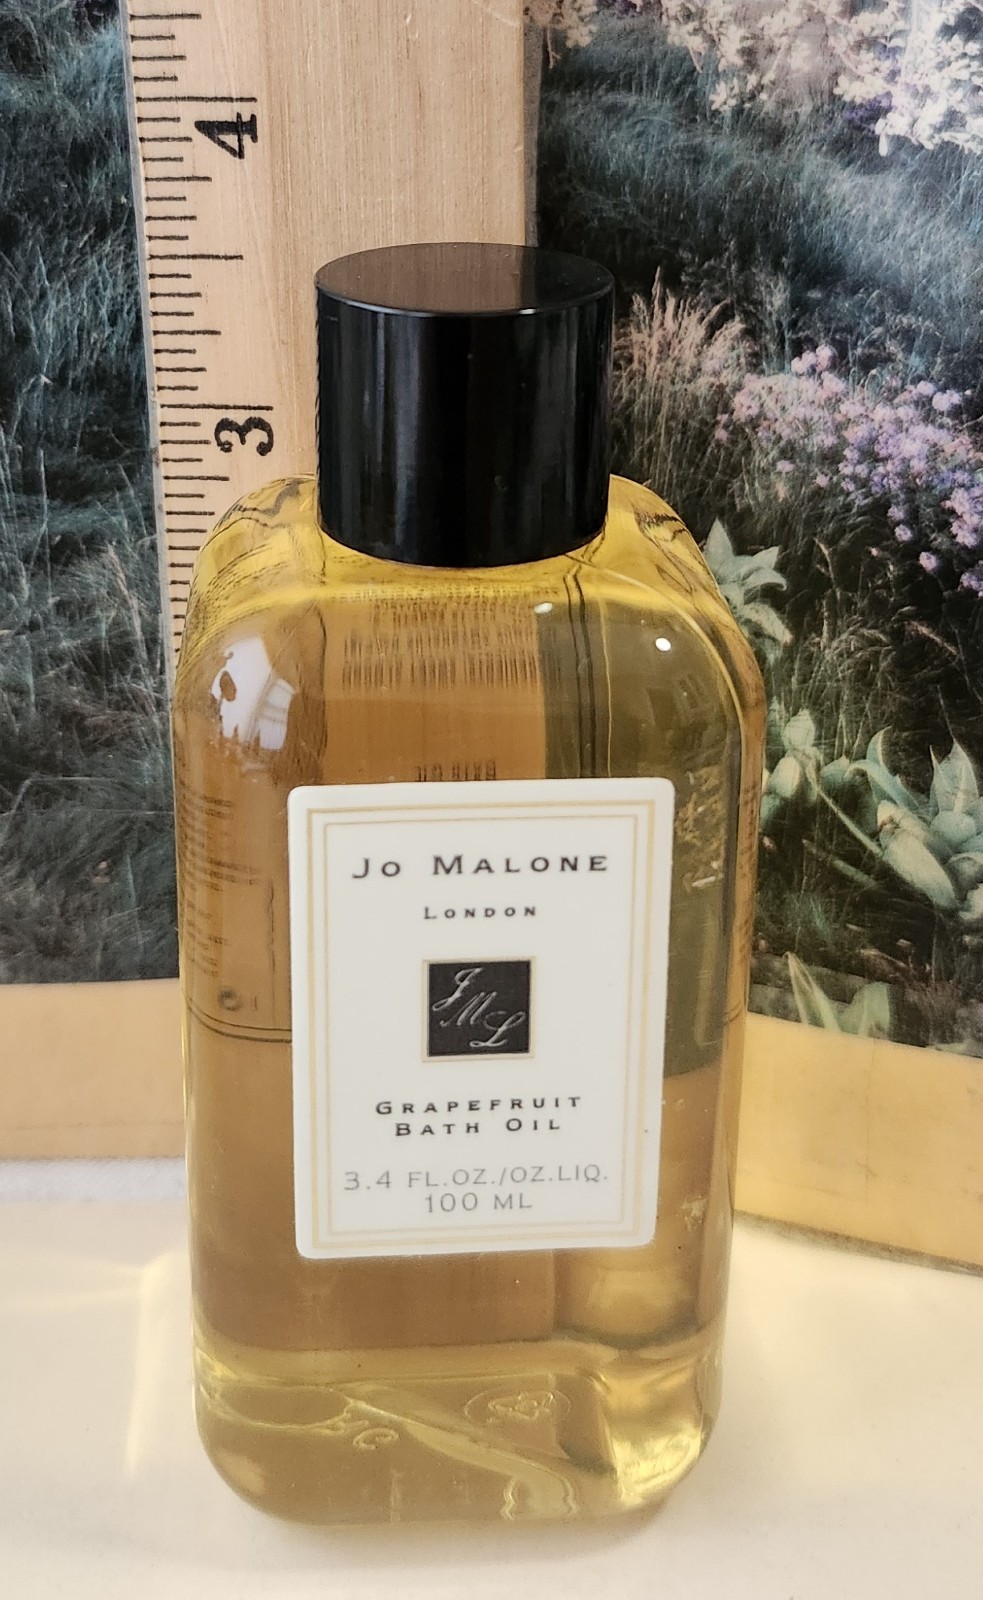 4
3
JO MALONE
LONDON
JML
GRAPEFRUIT
BATH OIL
3.4 FL.OZ./OZ.LIQ.
100 ML